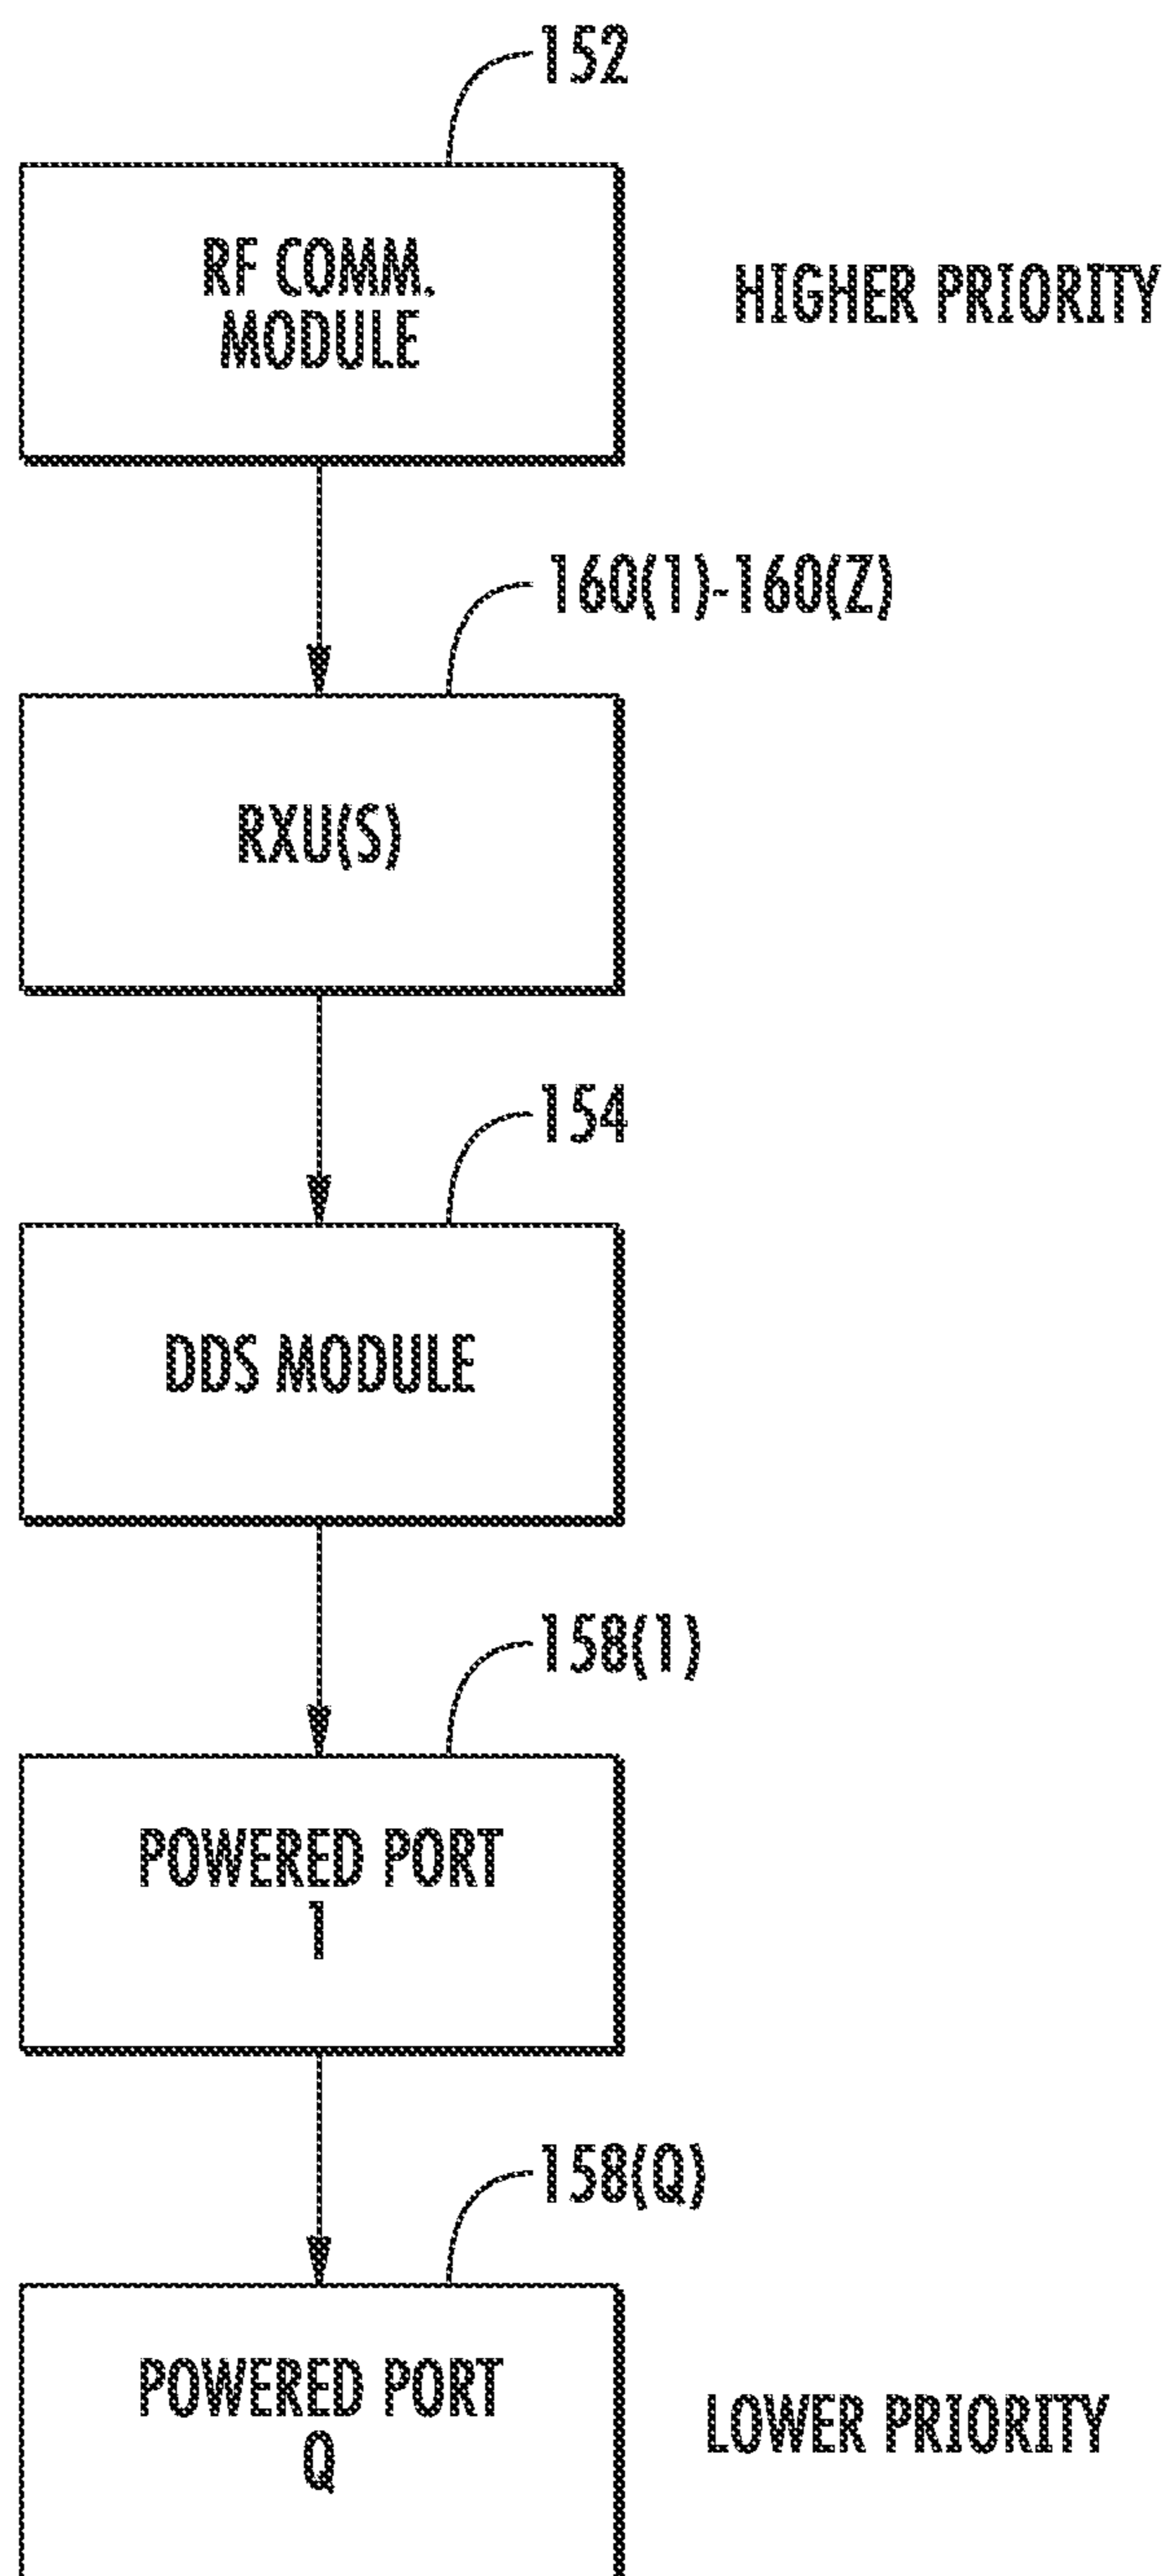 152
RF COMM.
MODULE
HIGHER PRIORITY
160(1)-160(Z)
RXU(S)
154
DDS MODULE
158(1)
POWERED PORT
1
158(Q)
POWERED PORT
Q
LOWER PRIORITY